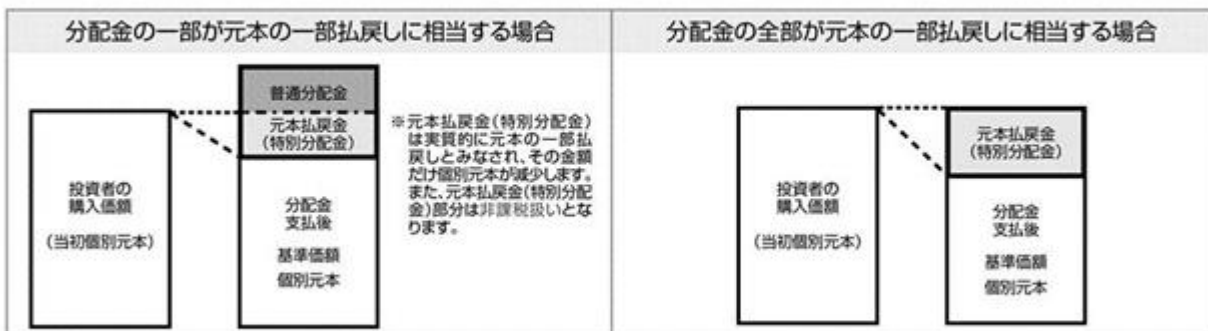 分配金の一部が元本の一部払戻しに相当する場合
普通分配金
元本払戻金
(特別分配金)
投資者の
購入価額
(当初個別元本)
分配金
支払後
基準価額
個別元本
※元本払戻金(特別分配金)
は実質的に元本の一部払
戻しとみなされ、その金額
だけ個別元本が減少します。
また、元本払戻金(特別分配
金)部分は非課税扱いとな
ります。
分配金の全部が元本の一部払戻しに相当する場合
投資者の
購入価額
(当初個別元本)
元本払戻金
(特別分配金)
分配金
支払後
基準価額
個別元本